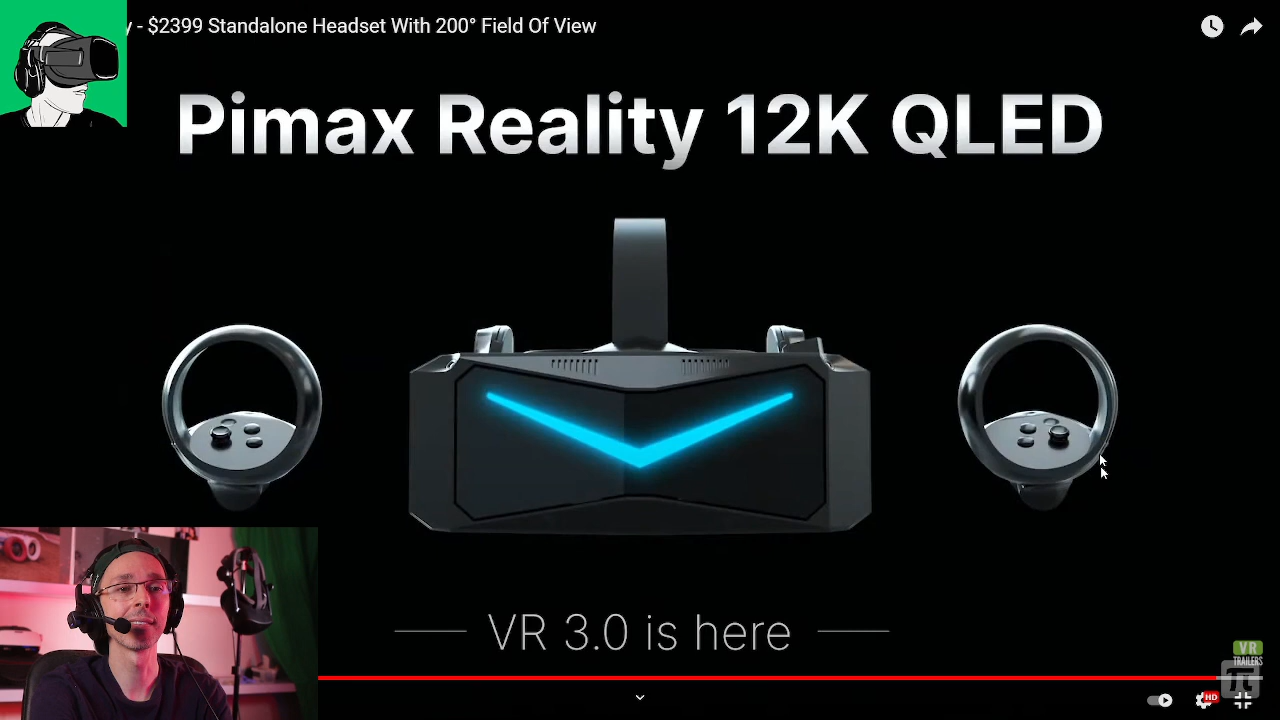 y - $2399 Standalone Headset With 200° Field Of View
Pimax Reality 12K QLED
VR 3.0 is here
VR
TRAILERS
HD